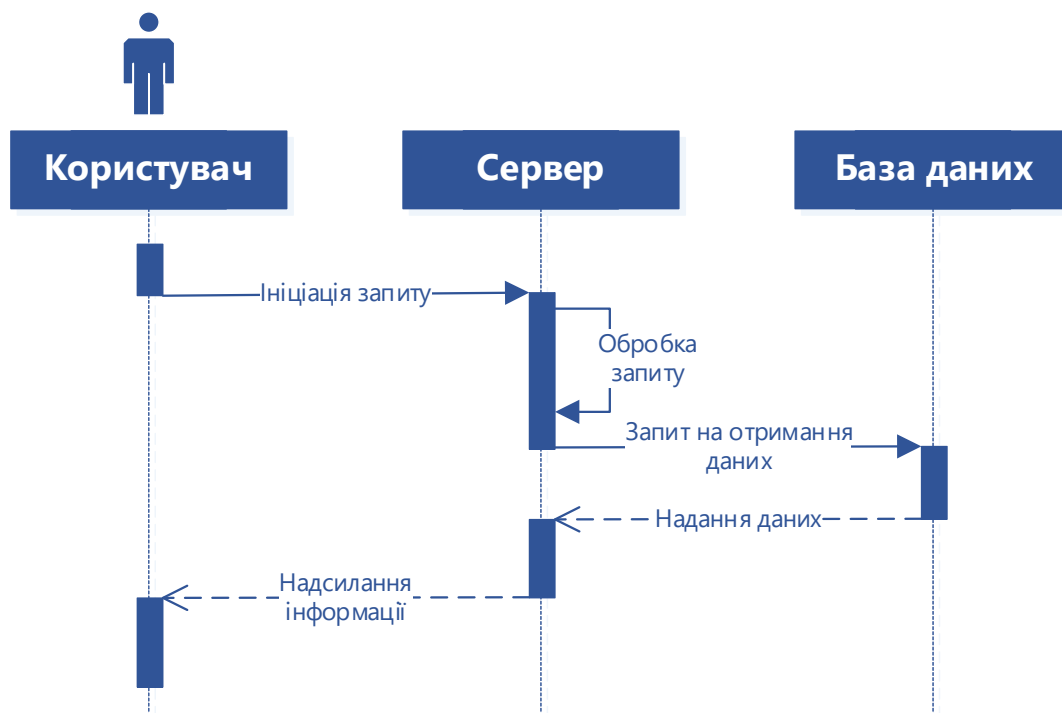 Користувач
Сервер
База даних
Ініціація запиту
Обробка
запиту
Запит на отримання
даних
Надання даних
Надсилання
інформації